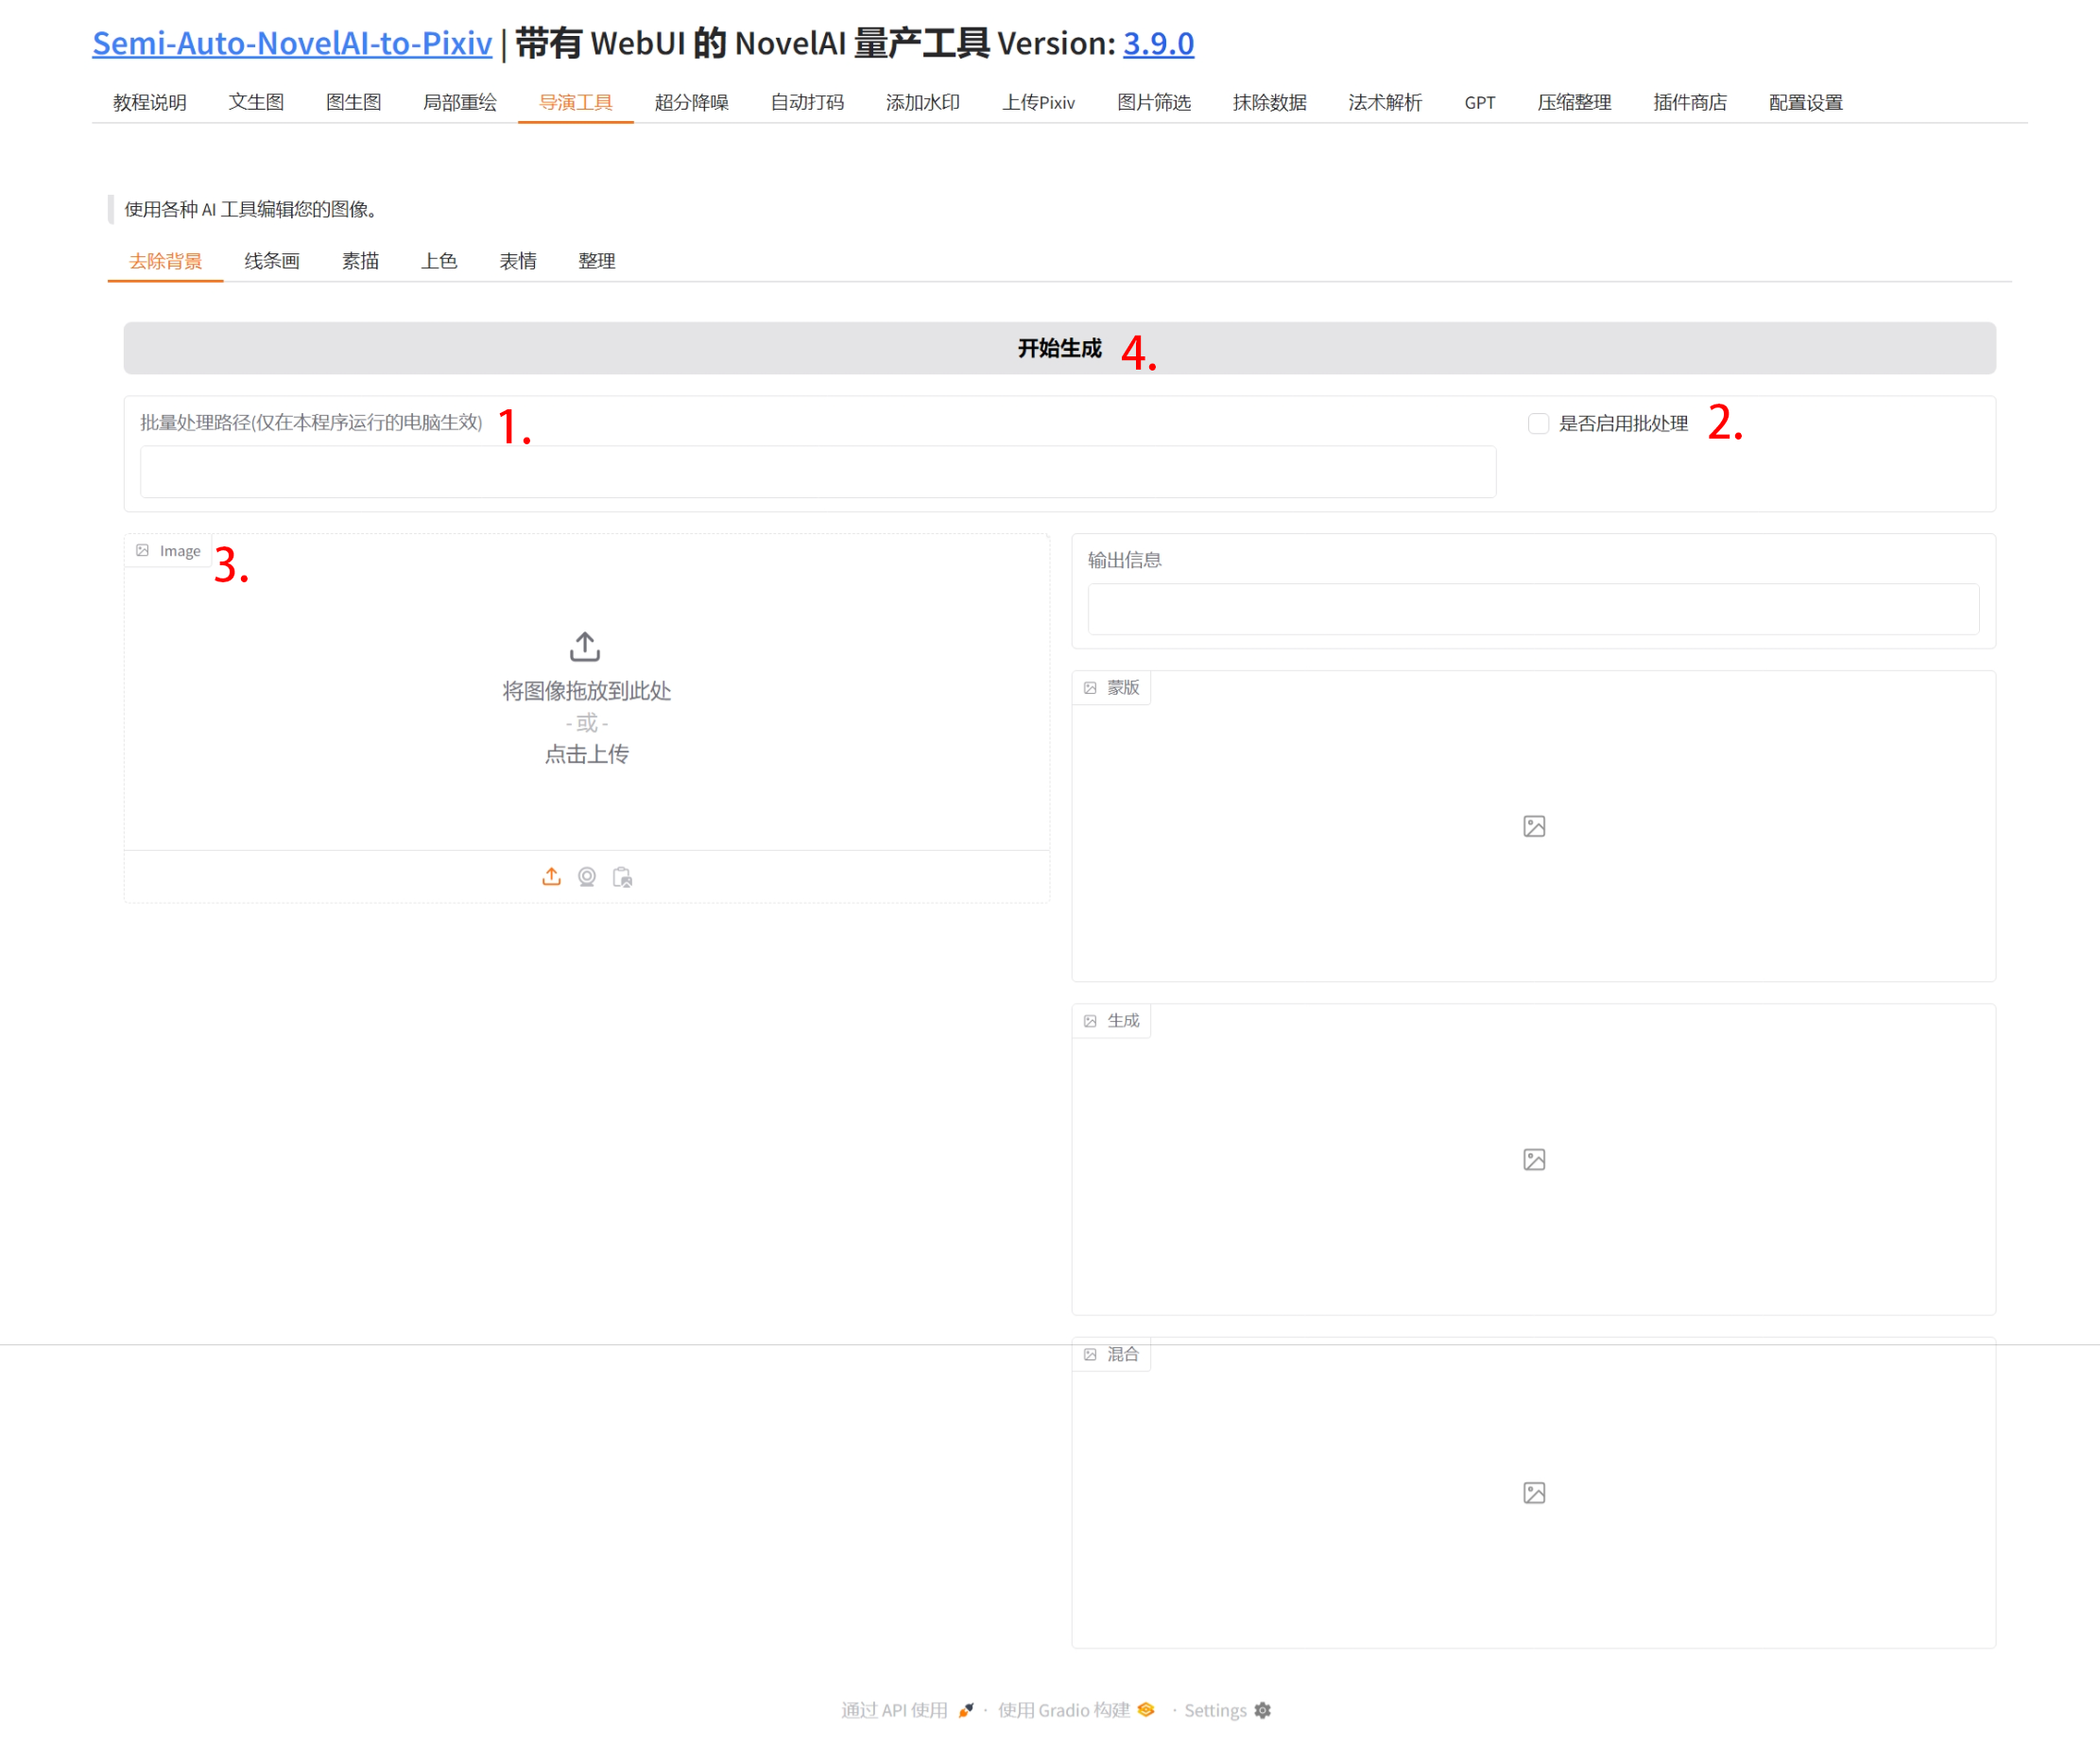 Semi-Auto-NovelAI-to-Pixiv | 带有 WebUI 的 NovelAI 量产工具 Version: 3.9.0
教程说明 文生图 图生图 局部重绘 导演工具 超分降噪 自动打码 添加水印 上传Pixiv 图片筛选 抹除数据 法术解析 GPT 压缩整理 插件商店 配置设置
使用各种 AI 工具编辑您的图像。
去除背景 线条画 素描 上色 表情 整理
开始生成 4.
批量处理路径(仅在本程序运行的电脑生效) 1.
是否启用批处理 2.
Image 3.
将图像拖放到此处
- 或 -
点击上传
输出信息
蒙版
生成
混合
通过 API 使用 · 使用 Gradio 构建 · Settings